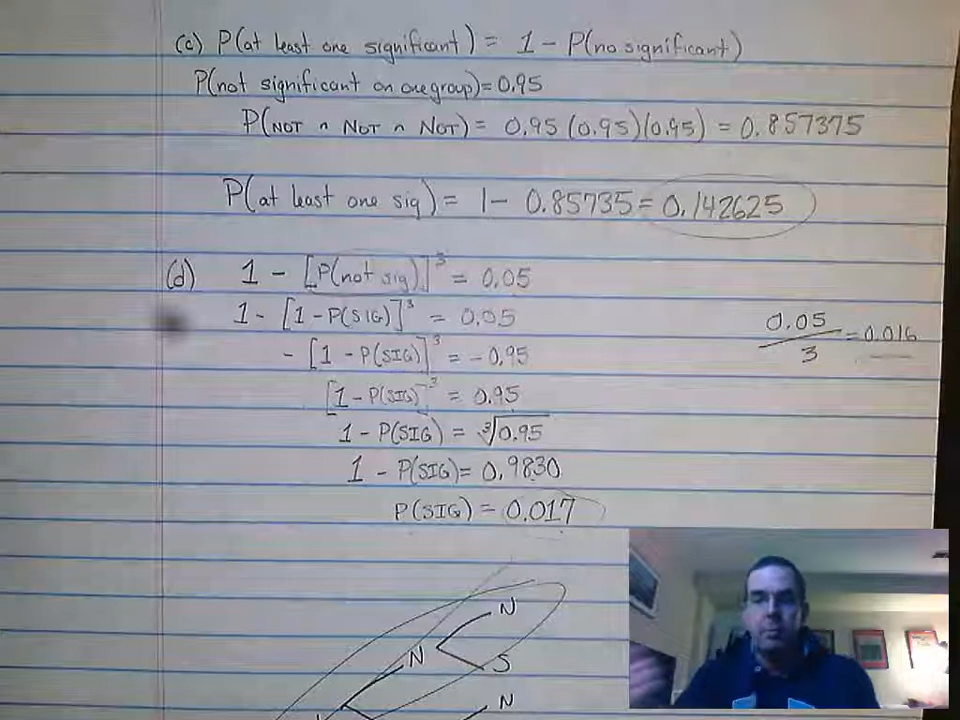 (c) P(at least one significant) = 1 - P(no significant)
P(not significant on one group) = 0.95
P(NOT ∩ NOT ∩ NOT) = 0.95 (0.95)(0.95) = 0.857375
P(at least one sig) = 1 - 0.85735 = 0.142625
(d) 1 - [P(not sig)]³ = 0.05
1 - [1 - P(SIG)]³ = 0.05
- [1 - P(SIG)]³ = -0.95
[1 - P(SIG)]³ = 0.95
1 - P(SIG) = ∛0.95
1 - P(SIG) = 0.9830
P(SIG) = 0.017
0.05/3 = 0.016
N
N
S
N